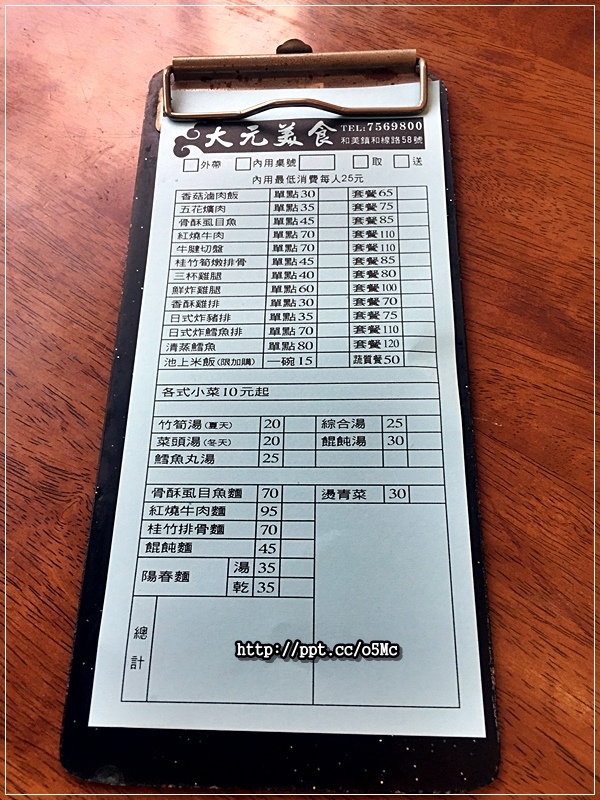 大元美食 TEL:7569800
和美鎮和線路58號
外帶 內用桌號 取 送
內用最低消費每人25元
香菇滷肉飯 單點30 套餐65
五花爌肉 單點35 套餐75
骨酥虱目魚 單點45 套餐85
紅燒牛肉 單點70 套餐110
牛腱切盤 單點70 套餐110
桂竹筍燉排骨 單點45 套餐85
三杯雞腿 單點40 套餐80
鮮炸雞腿 單點60 套餐100
香酥雞排 單點30 套餐70
日式炸豬排 單點35 套餐75
日式炸鱈魚排 單點70 套餐110
清蒸鱈魚 單點80 套餐120
池上米飯(限加購) 一碗15 蔬質餐50
各式小菜10元起
竹筍湯(夏天) 20 綜合湯 25
菜頭湯(冬天) 20 餛飩湯 30
鱈魚丸湯 25
骨酥虱目魚麵 70 燙青菜 30
紅燒牛肉麵 95
桂竹排骨麵 70
餛飩麵 45
陽春麵 湯 35
乾 35
總計
http://ppt.cc/o5Mc